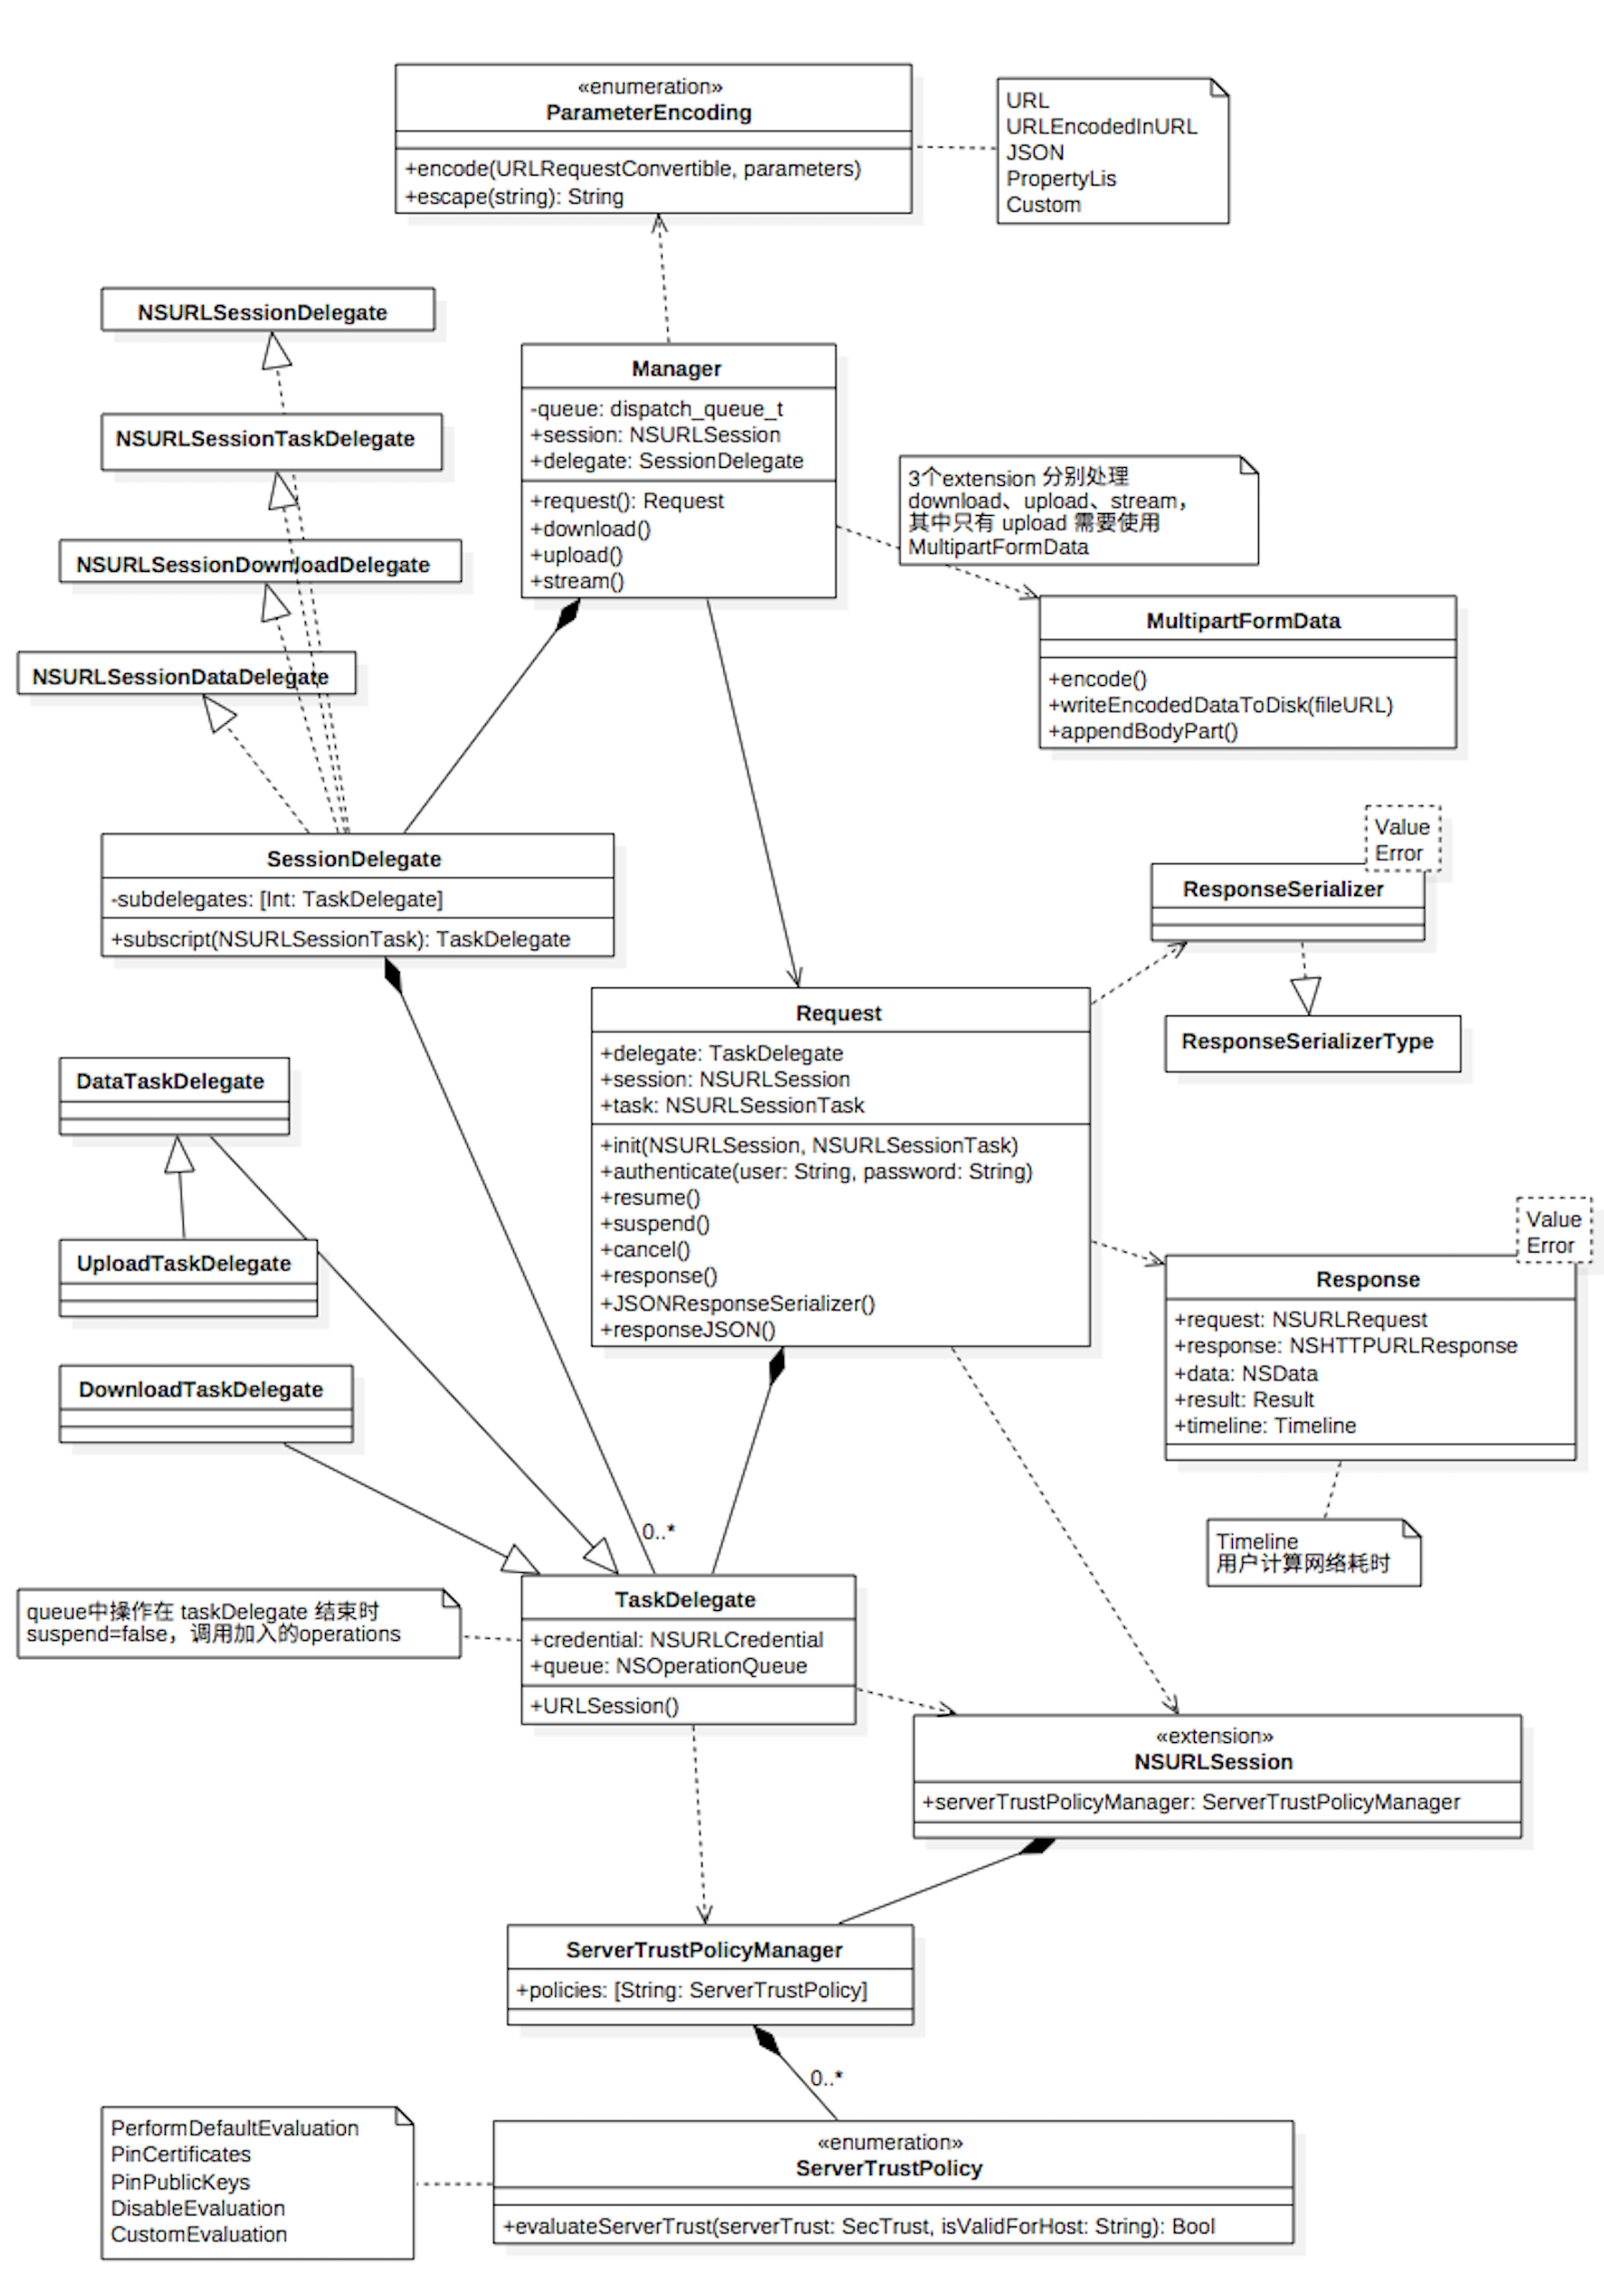 «enumeration»
ParameterEncoding
+encode(URLRequestConvertible, parameters)
+escape(string): String
URL
URLEncodedInURL
JSON
PropertyLis
Custom
NSURLSessionDelegate
NSURLSessionTaskDelegate
NSURLSessionDownloadDelegate
NSURLSessionDataDelegate
Manager
-queue: dispatch_queue_t
+session: NSURLSession
+delegate: SessionDelegate
+request(): Request
+download()
+upload()
+stream()
3个extension 分别处理
download、upload、stream，
其中只有 upload 需要使用
MultipartFormData
MultipartFormData
+encode()
+writeEncodedDataToDisk(fileURL)
+appendBodyPart()
SessionDelegate
-subdelegates: [Int: TaskDelegate]
+subscript(NSURLSessionTask): TaskDelegate
Value
Error
ResponseSerializer
ResponseSerializerType
Request
+delegate: TaskDelegate
+session: NSURLSession
+task: NSURLSessionTask
+init(NSURLSession, NSURLSessionTask)
+authenticate(user: String, password: String)
+resume()
+suspend()
+cancel()
+response()
+JSONResponseSerializer()
+responseJSON()
DataTaskDelegate
UploadTaskDelegate
DownloadTaskDelegate
Value
Error
Response
+request: NSURLRequest
+response: NSHTTPURLResponse
+data: NSData
+result: Result
+timeline: Timeline
Timeline
用户计算网络耗时
0..*
queue中操作在 taskDelegate 结束时
suspend=false，调用加入的operations
TaskDelegate
+credential: NSURLCredential
+queue: NSOperationQueue
+URLSession()
«extension»
NSURLSession
+serverTrustPolicyManager: ServerTrustPolicyManager
ServerTrustPolicyManager
+policies: [String: ServerTrustPolicy]
0..*
PerformDefaultEvaluation
PinCertificates
PinPublicKeys
DisableEvaluation
CustomEvaluation
«enumeration»
ServerTrustPolicy
+evaluateServerTrust(serverTrust: SecTrust, isValidForHost: String): Bool